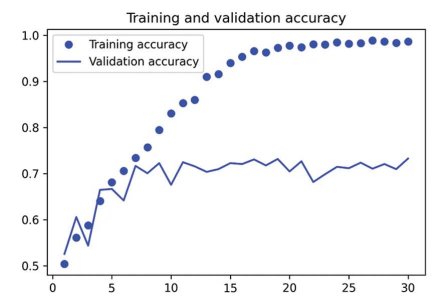 Training and validation accuracy
Training accuracy
Validation accuracy
1.0
0.9
0.8
0.7
0.6
0.5
0 5 10 15 20 25 30